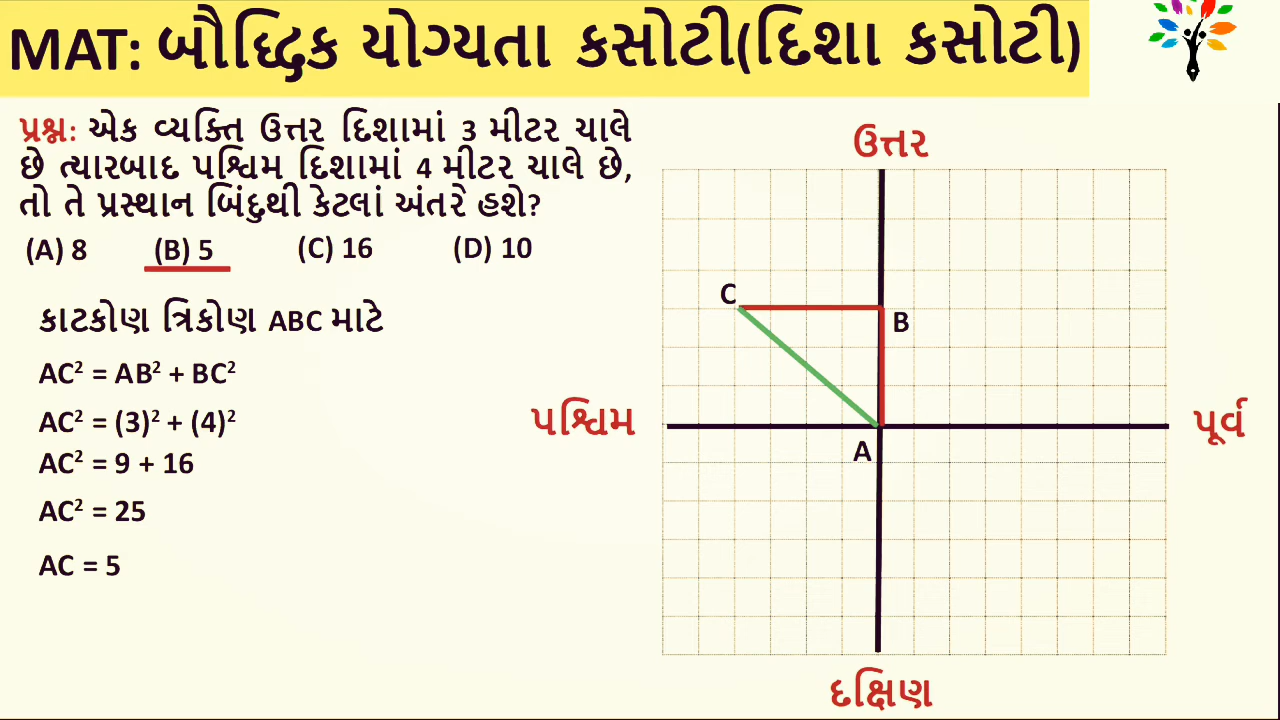 MAT: બૌદ્ધિક યોગ્યતા કસોટી(દિશા કસોટી)
પ્રશ્ન: એક વ્યક્તિ ઉત્તર દિશામાં 3 મીટર ચાલે
છે ત્યારબાદ પશ્ચિમ દિશામાં 4 મીટર ચાલે છે,
તો તે પ્રસ્થાન બિંદુથી કેટલાં અંતરે હશે?
(A) 8 (B) 5 (C) 16 (D) 10
કાટકોણ ત્રિકોણ ABC માટે
AC² = AB² + BC²
AC² = (3)² + (4)²
AC² = 9 + 16
AC² = 25
AC = 5
ઉત્તર
C
B
પશ્ચિમ
પૂર્વ
A
દક્ષિણ